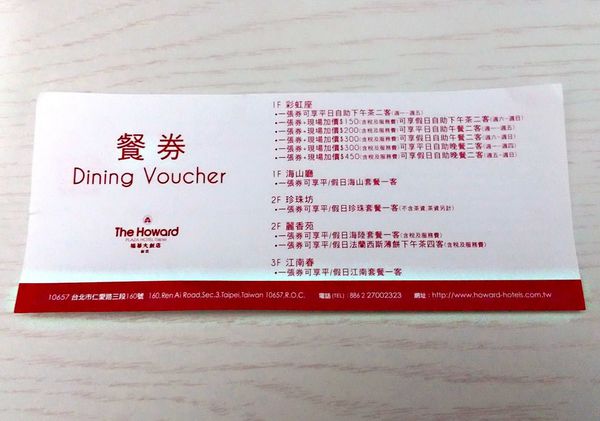 餐券
Dining Voucher
The Howard
PLAZA HOTEL TAIPEI
福華大飯店
台北
1F 彩虹座
•一張券可享平日自助下午茶二客(週一~週五)
•一張券+現場加價$150(含稅及服務費)可享假日自助下午茶二客(週六~週日)
•一張券+現場加價$200(含稅及服務費)可享平日自助午餐二客(週一~週五)
•一張券+現場加價$300(含稅及服務費)可享假日自助午餐二客(週六~週日)
•一張券+現場加價$300(含稅及服務費)可享平日自助晚餐二客(週一~週四)
•一張券+現場加價$450(含稅及服務費)可享假日自助晚餐二客(週五~週日)
1F 海山廳
•一張券可享平/假日海山套餐一客
2F 珍珠坊
•一張券可享平/假日珍珠套餐一客(不含茶資,茶資另計)
2F 麗香苑
•一張券可享平/假日海陸套餐一客(含稅及服務費)
•一張券可享平/假日法蘭西斯薄餅下午茶四客(含稅及服務費)
3F 江南春
•一張券可享平/假日江南套餐一客
10657 台北市仁愛路三段160號 160,Ren Ai Road,Sec.3,Taipei,Taiwan 10657,R.O.C. 電話(TEL):886 2 27002323 網址:http://www.howard-hotels.com.tw